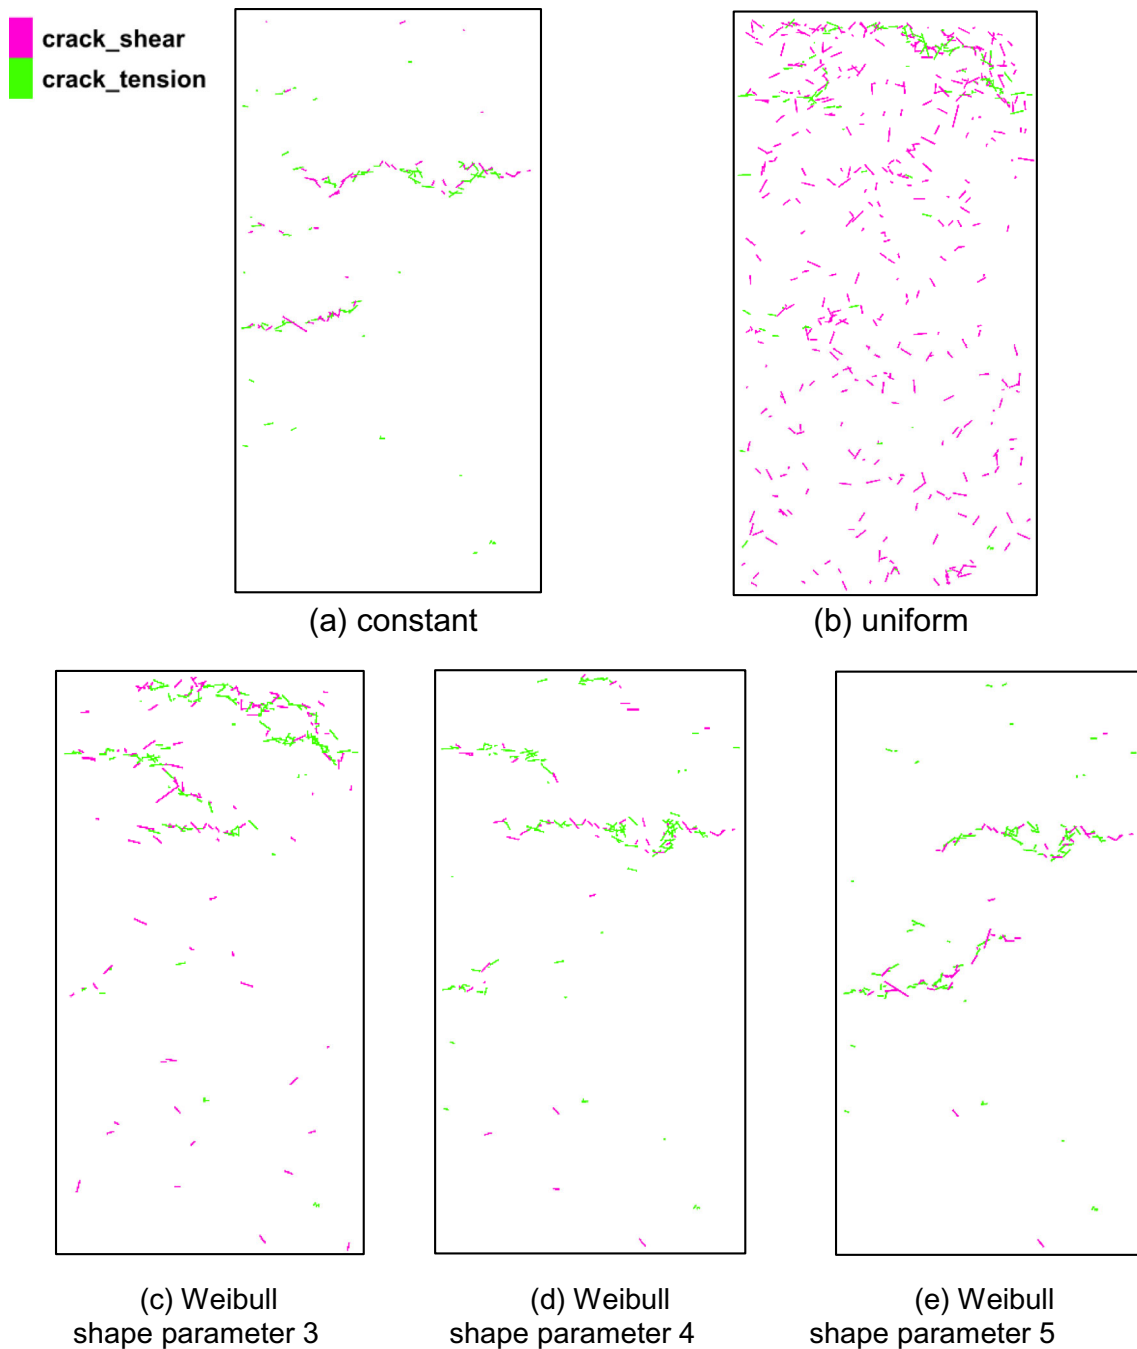 crack_shear
crack_tension
(a) constant
(b) uniform
(c) Weibull
shape parameter 3
(d) Weibull
shape parameter 4
(e) Weibull
shape parameter 5